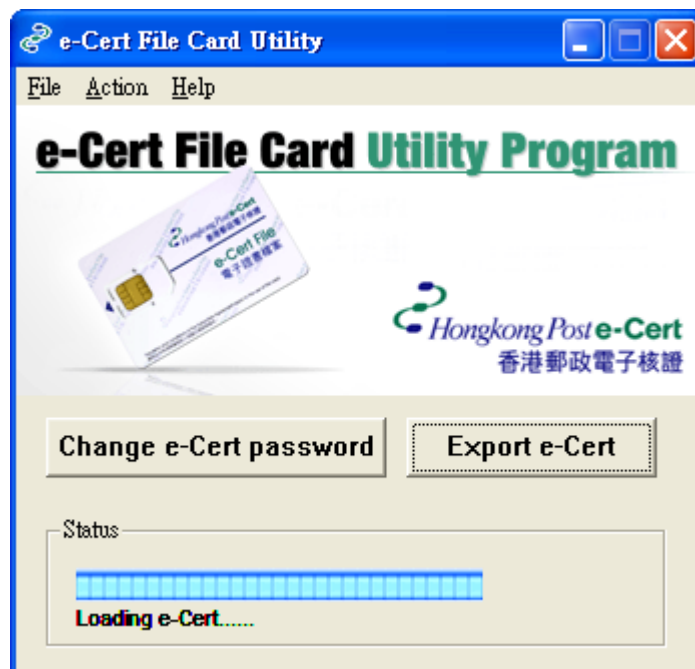 e-Cert File Card Utility
File Action Help
e-Cert File Card Utility Program
Hongkong Post e-Cert
香港郵政電子核證
e-Cert File
電子證書檔案
Hongkong Post e-Cert
香港郵政電子核證
Change e-Cert password
Export e-Cert
Status
Loading e-Cert......